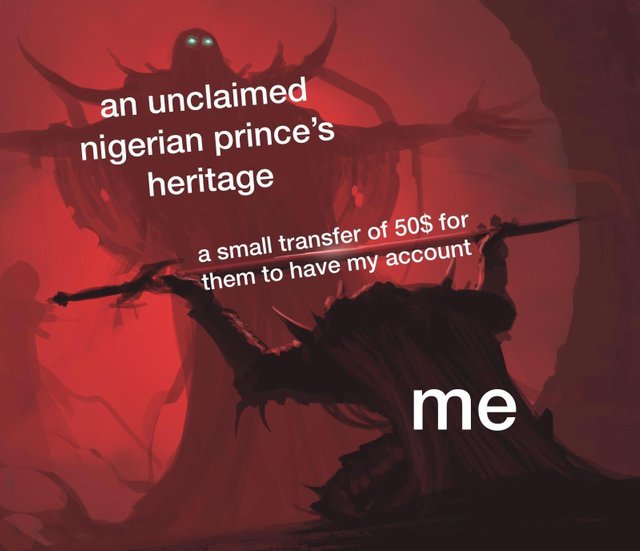 an unclaimed
nigerian prince’s
heritage
a small transfer of 50$ for
them to have my account
me